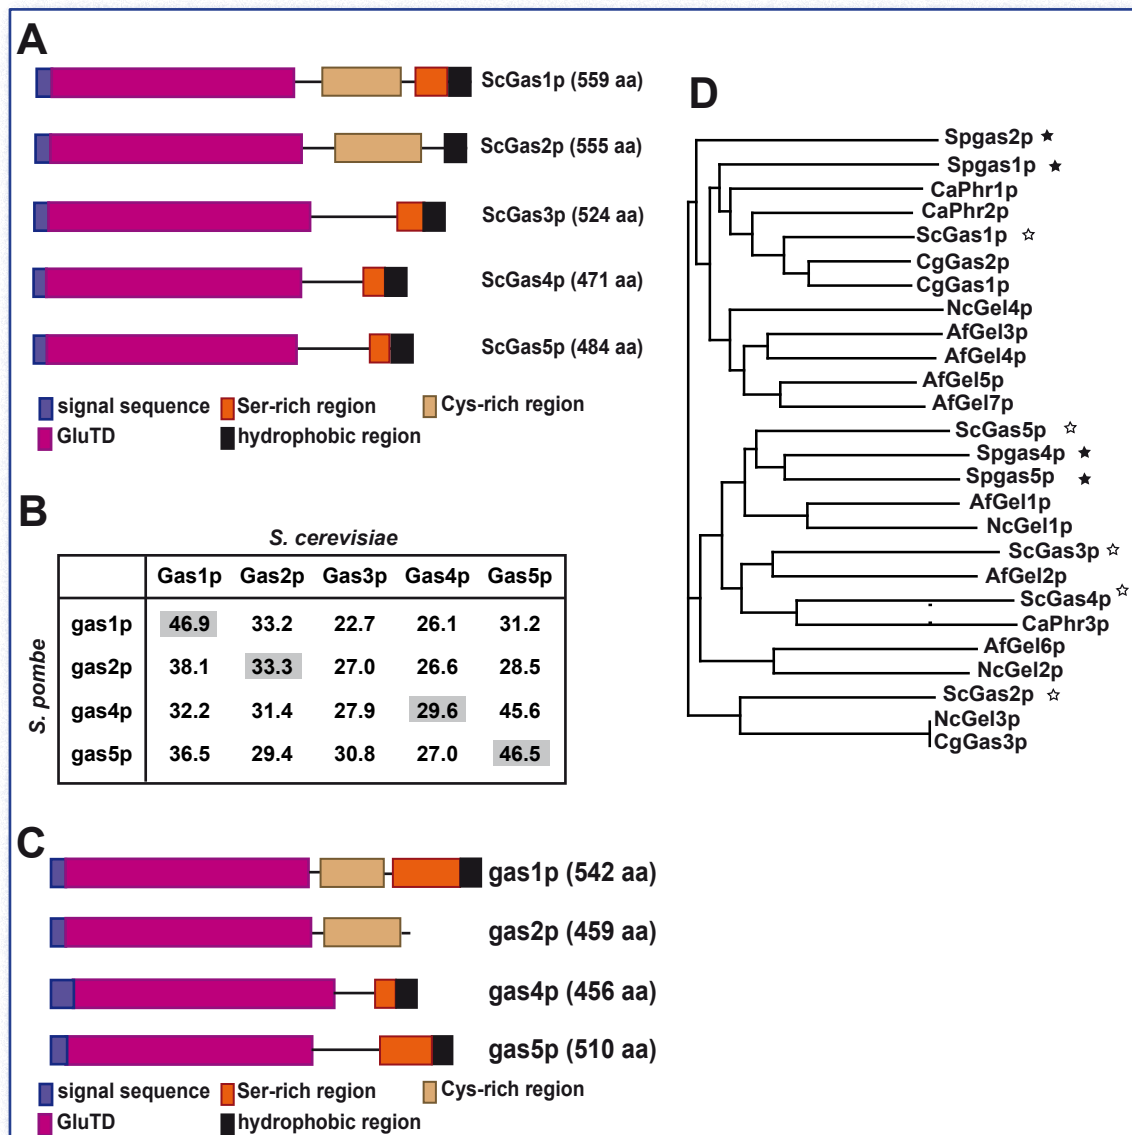 A
ScGas1p (559 aa)
ScGas2p (555 aa)
ScGas3p (524 aa)
ScGas4p (471 aa)
ScGas5p (484 aa)
signal sequence
Ser-rich region
Cys-rich region
GluTD
hydrophobic region
B
S. cerevisiae
Gas1p Gas2p Gas3p Gas4p Gas5p
S. pombe
gas1p 46.9 33.2 22.7 26.1 31.2
gas2p 38.1 33.3 27.0 26.6 28.5
gas4p 32.2 31.4 27.9 29.6 45.6
gas5p 36.5 29.4 30.8 27.0 46.5
C
gas1p (542 aa)
gas2p (459 aa)
gas4p (456 aa)
gas5p (510 aa)
signal sequence
Ser-rich region
Cys-rich region
GluTD
hydrophobic region
D
Spgas2p ★
Spgas1p ★
CaPhr1p
CaPhr2p
ScGas1p ☆
CgGas2p
CgGas1p
NcGel4p
AfGel3p
AfGel4p
AfGel5p
AfGel7p
ScGas5p ☆
Spgas4p ★
Spgas5p ★
AfGel1p
NcGel1p
ScGas3p ☆
AfGel2p
ScGas4p ☆
CaPhr3p
AfGel6p
NcGel2p
ScGas2p ☆
NcGel3p
CgGas3p